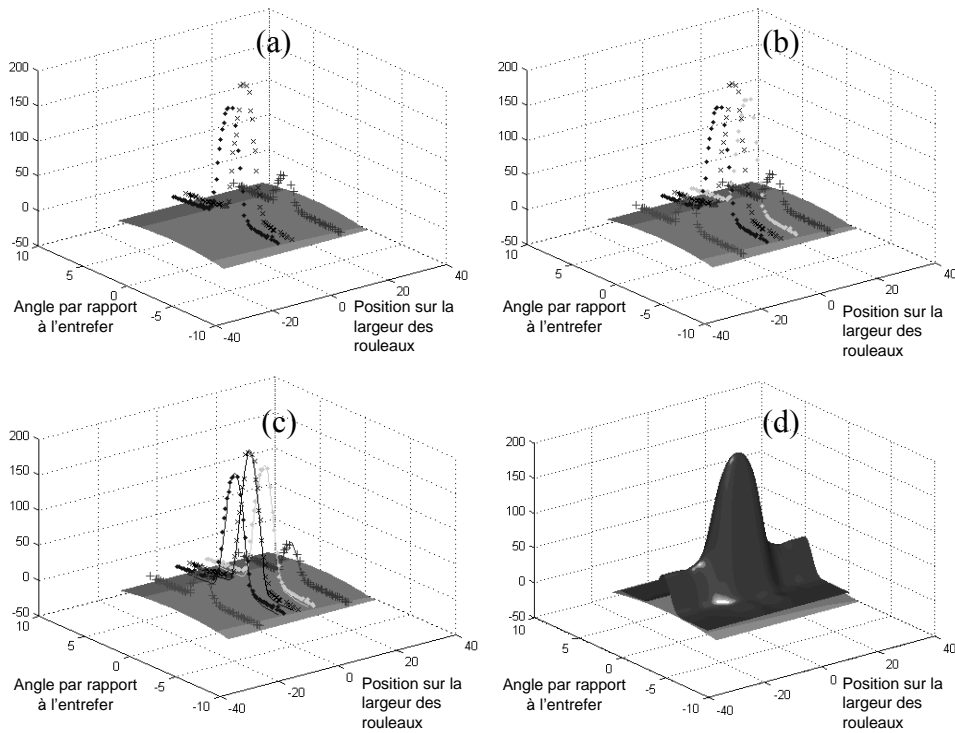 (a)
200
150
100
50
0
-50
10
5
0
-5
-10
-40
-20
0
20
40
Angle par rapport
à l'entrefer
Position sur la
largeur des
rouleaux
(b)
200
150
100
50
0
-50
10
5
0
-5
-10
-40
-20
0
20
40
Angle par rapport
à l'entrefer
Position sur la
largeur des
rouleaux
(c)
200
150
100
50
0
-50
10
5
0
-5
-10
-40
-20
0
20
40
Angle par rapport
à l'entrefer
Position sur la
largeur des
rouleaux
(d)
200
150
100
50
0
-50
10
5
0
-5
-10
-40
-20
0
20
40
Angle par rapport
à l'entrefer
Position sur la
largeur des
rouleaux